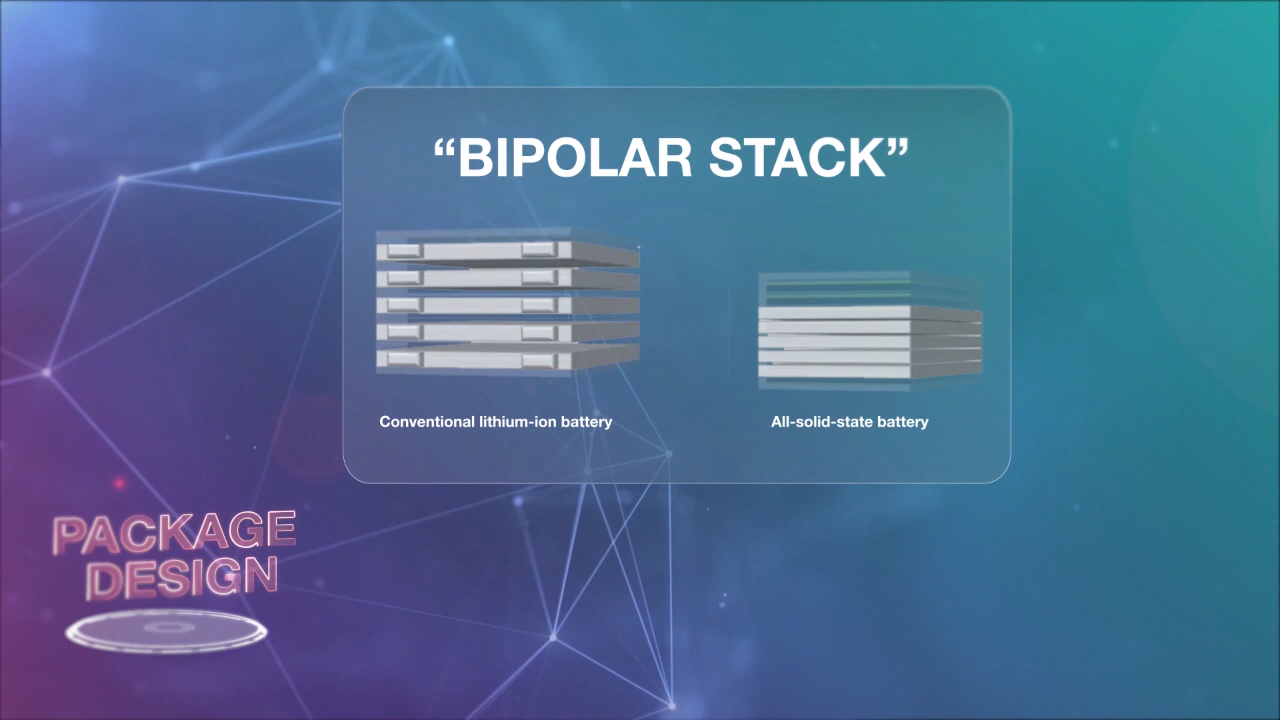 “BIPOLAR STACK”
Conventional lithium-ion battery
All-solid-state battery
PACKAGE
DESIGN